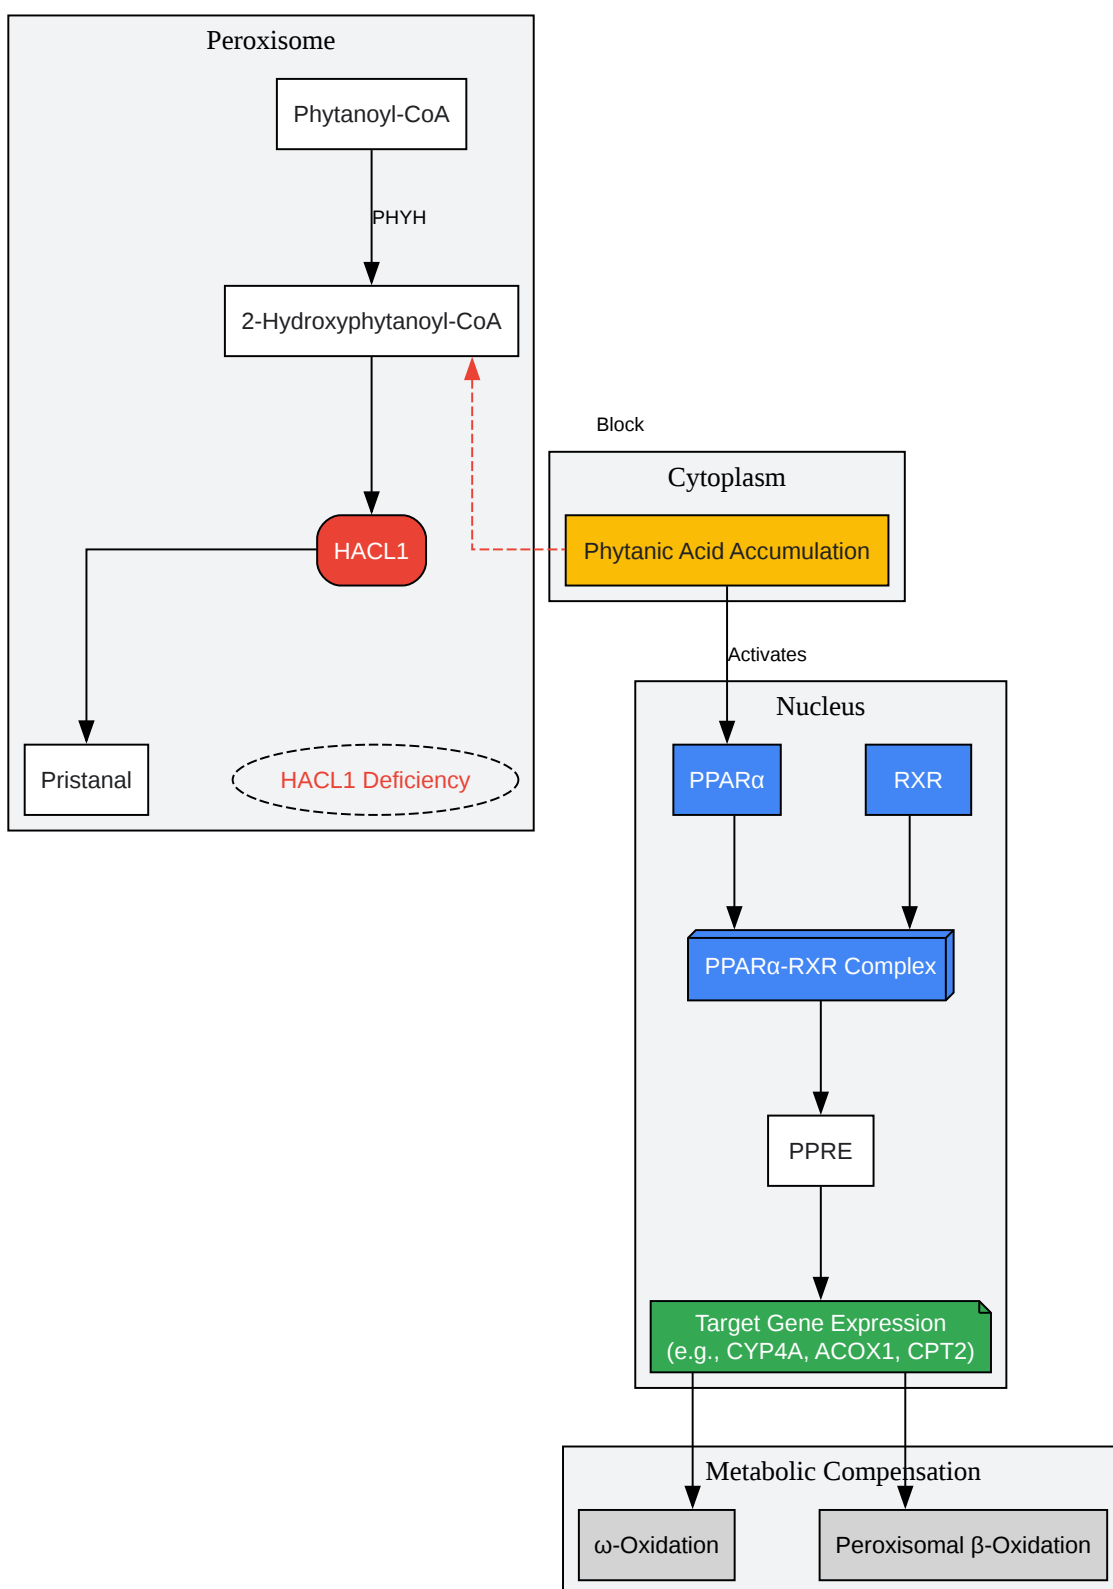 Peroxisome
Phytanoyl-CoA
PHYH
2-Hydroxyphytanoyl-CoA
Block
Cytoplasm
HACL1
Phytanic Acid Accumulation
Activates
Nucleus
Pristanal
HACL1 Deficiency
PPARα
RXR
PPARα-RXR Complex
PPRE
Target Gene Expression
(e.g., CYP4A, ACOX1, CPT2)
Metabolic Compensation
ω-Oxidation
Peroxisomal β-Oxidation